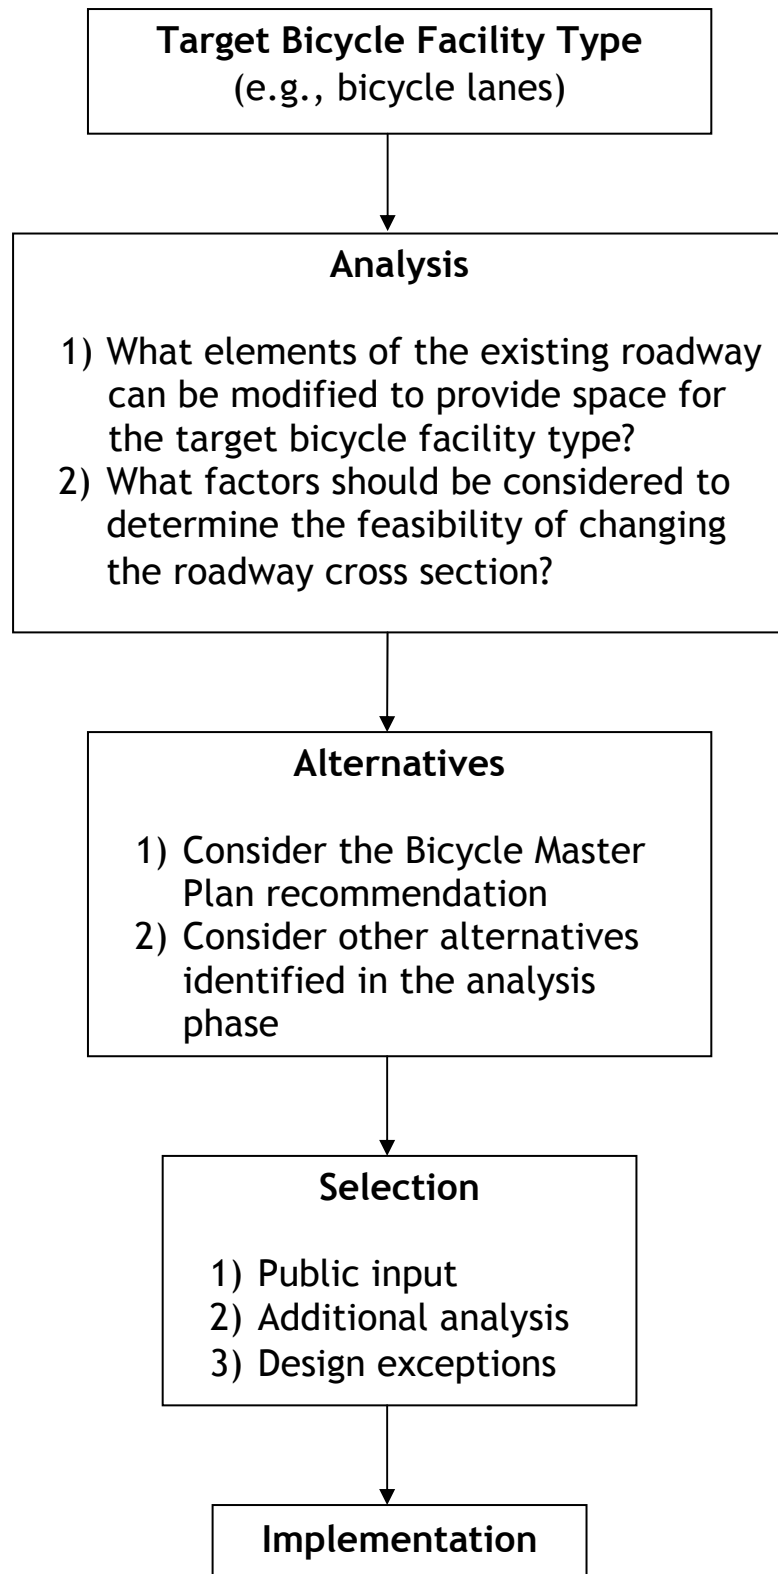 Target Bicycle Facility Type
(e.g., bicycle lanes)
Analysis
1) What elements of the existing roadway
can be modified to provide space for
the target bicycle facility type?
2) What factors should be considered to
determine the feasibility of changing
the roadway cross section?
Alternatives
1) Consider the Bicycle Master
Plan recommendation
2) Consider other alternatives
identified in the analysis
phase
Selection
1) Public input
2) Additional analysis
3) Design exceptions
Implementation